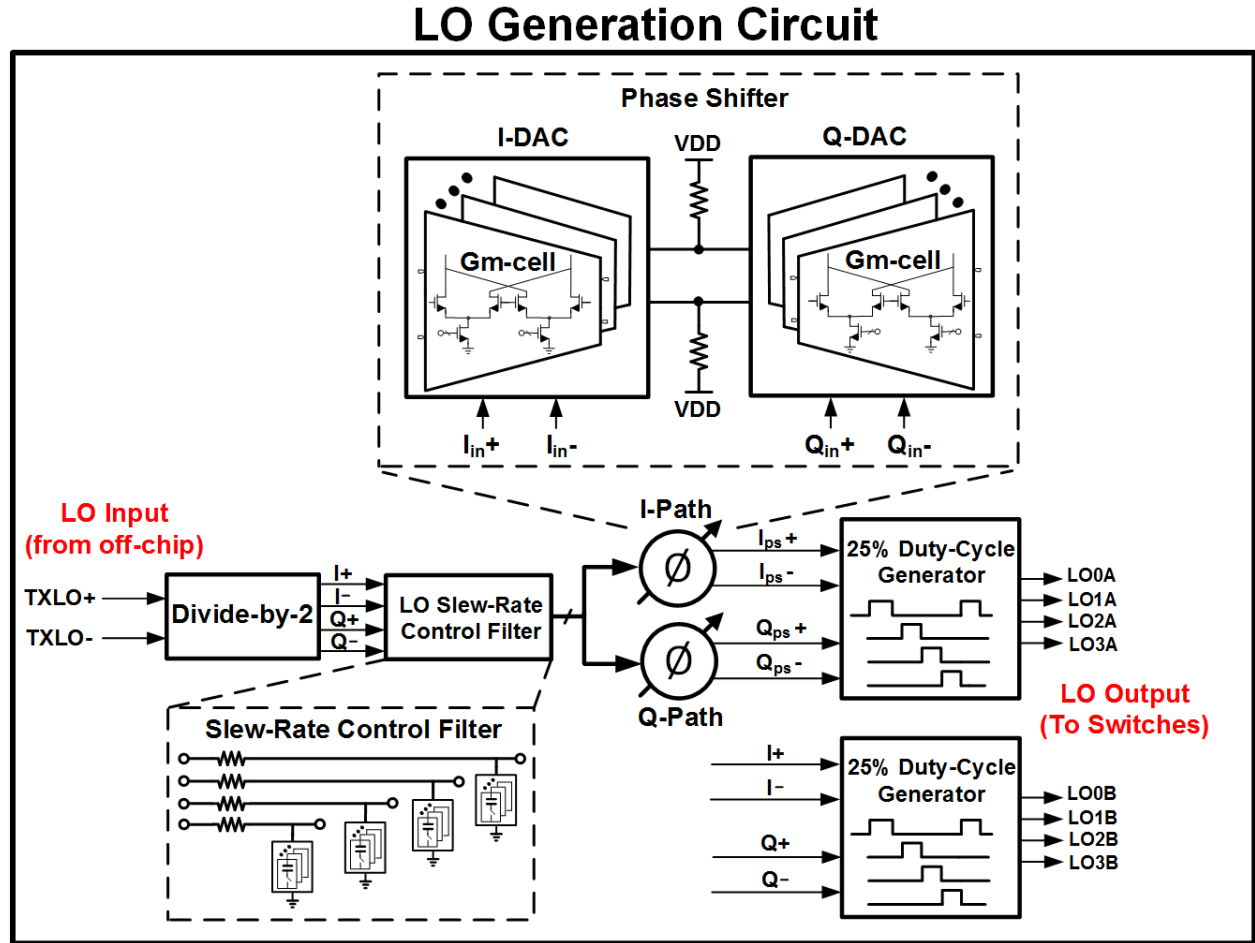 LO Generation Circuit
Phase Shifter
I-DAC
VDD
Q-DAC
Gm-cell
Gm-cell
VDD
Iin+
Iin-
Qin+
Qin-
LO Input
(from off-chip)
TXLO+
TXLO-
Divide-by-2
I+
I-
Q+
Q-
LO Slew-Rate
Control Filter
I-Path
Ø
Ips+
Ips-
Ø
Q-Path
Qps+
Qps-
25% Duty-Cycle
Generator
LO0A
LO1A
LO2A
LO3A
LO Output
(To Switches)
Slew-Rate Control Filter
I+
I-
Q+
Q-
25% Duty-Cycle
Generator
LO0B
LO1B
LO2B
LO3B